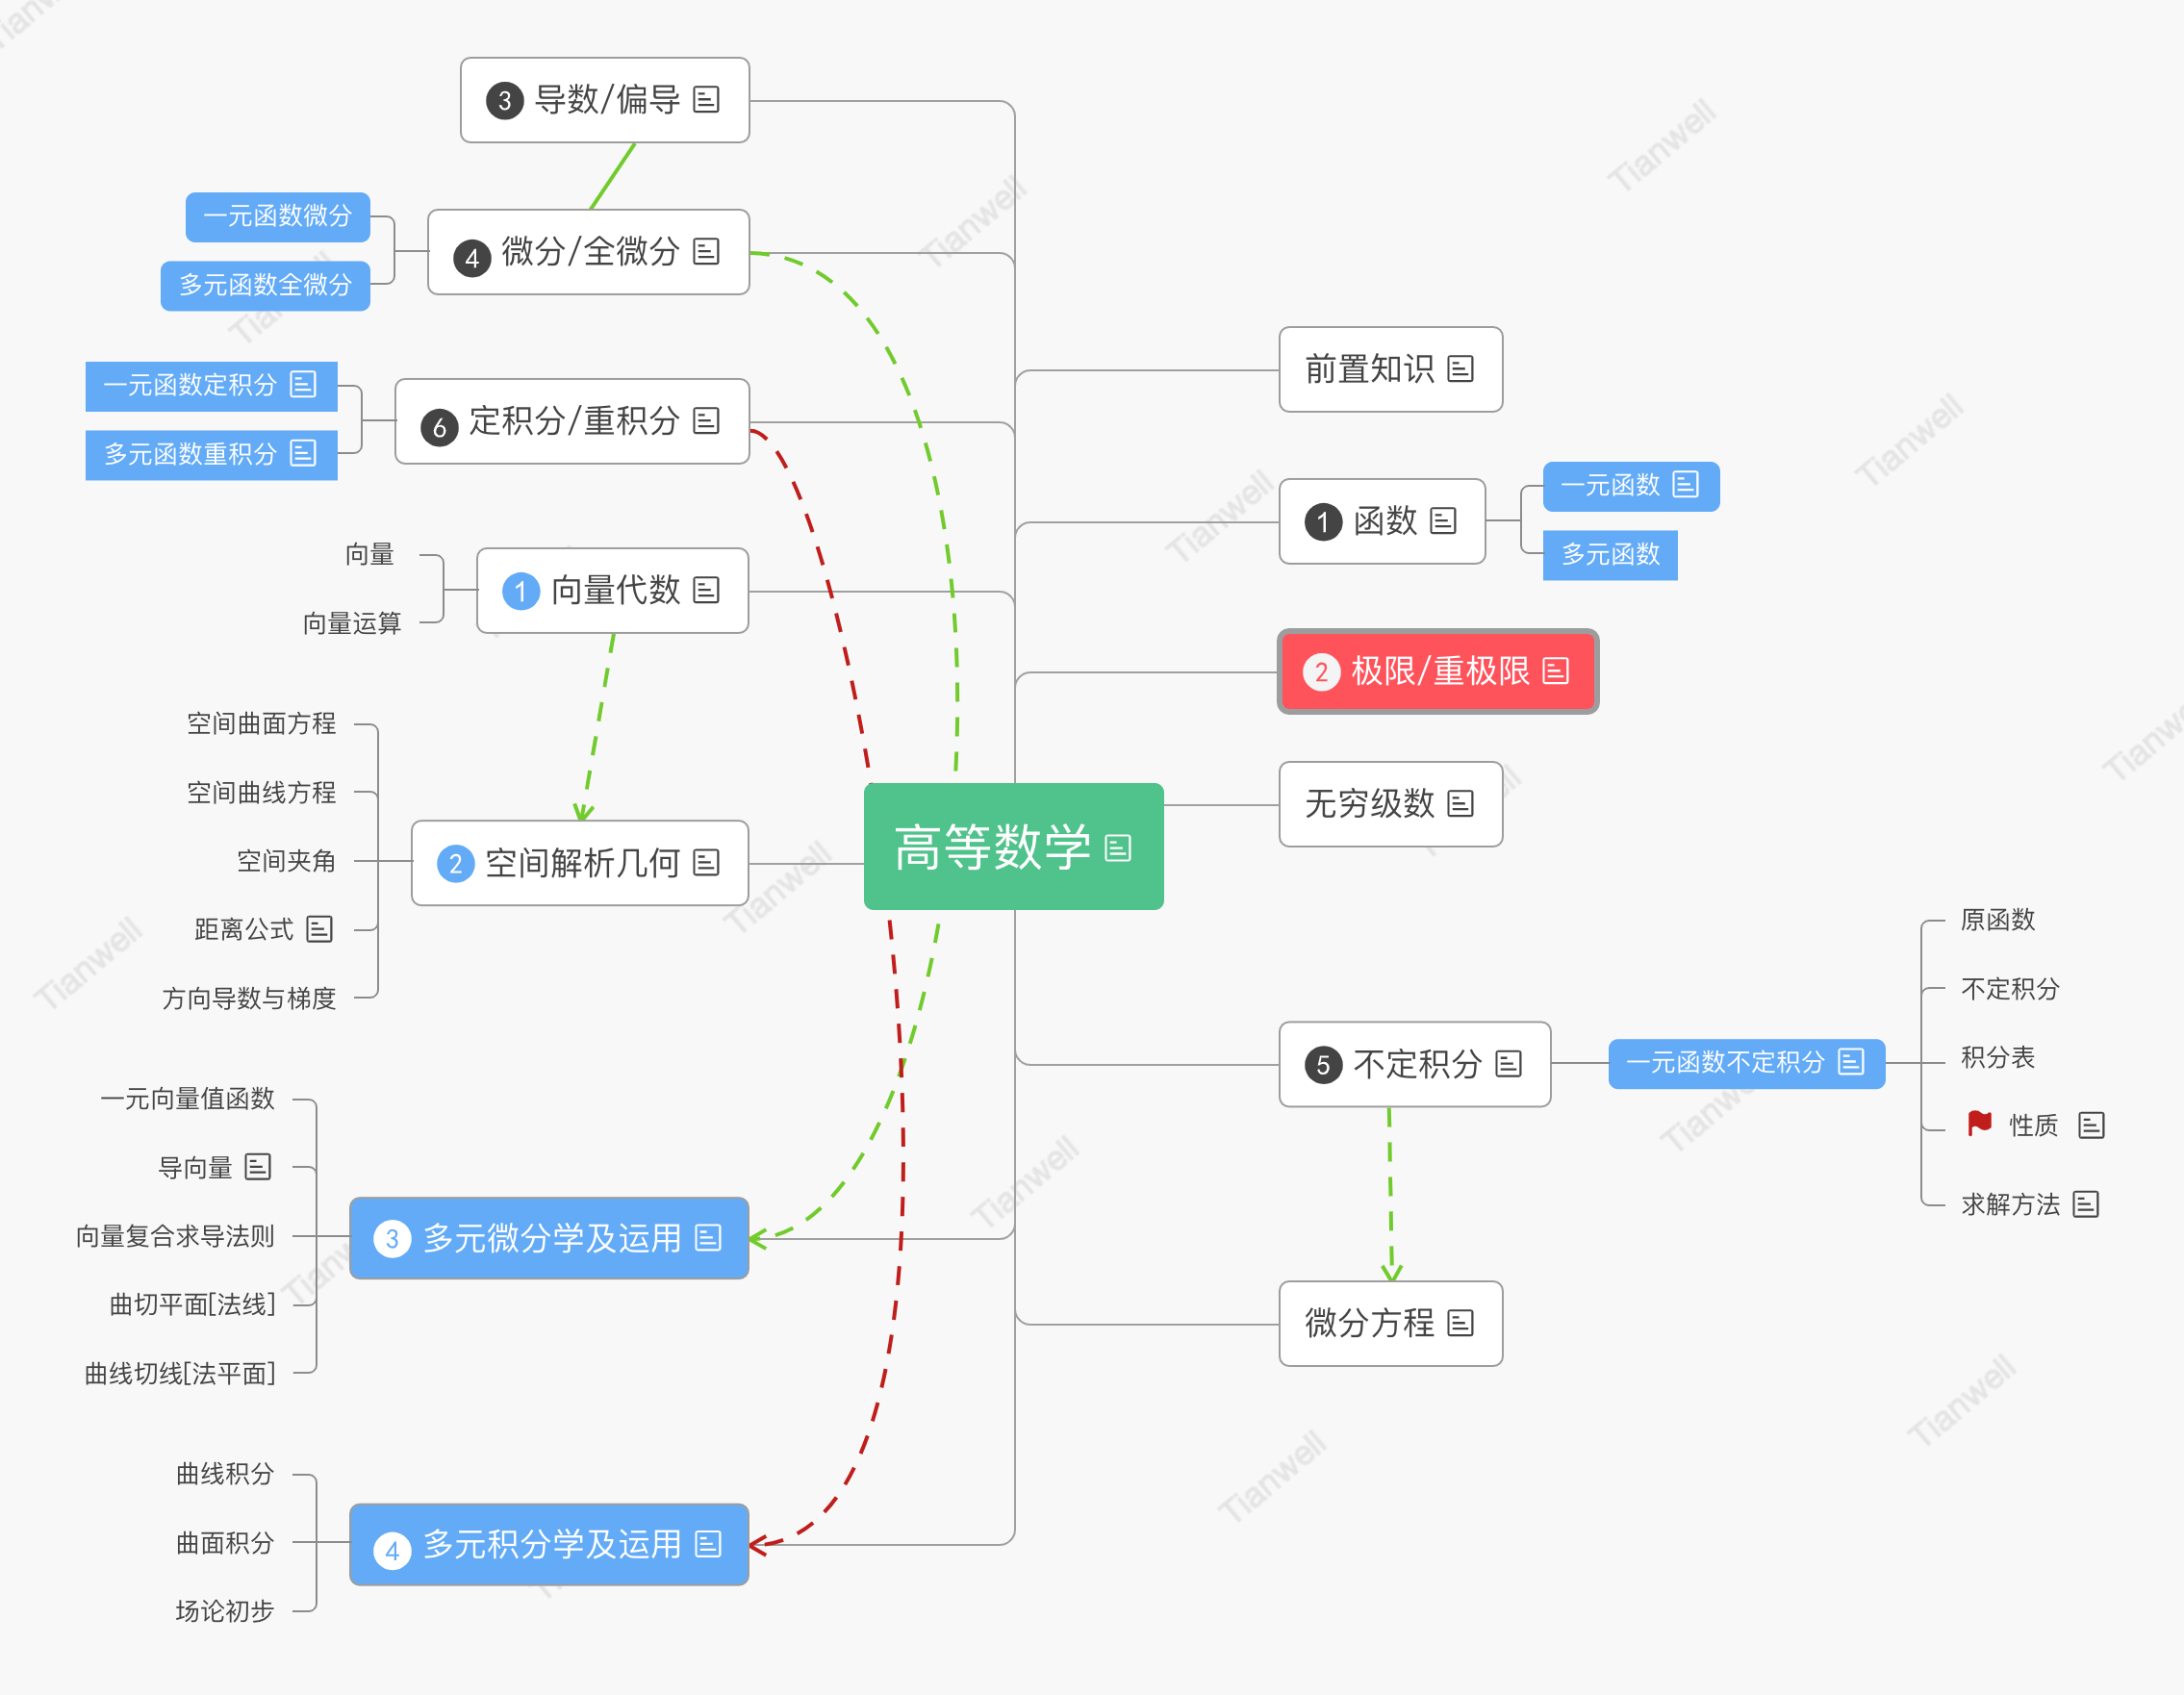 高等数学
前置知识
1 函数
一元函数
多元函数
2 极限/重极限
无穷级数
5 不定积分
一元函数不定积分
原函数
不定积分
积分表
性质
求解方法
微分方程
3 导数/偏导
4 微分/全微分
一元函数微分
多元函数全微分
6 定积分/重积分
一元函数定积分
多元函数重积分
1 向量代数
向量
向量运算
2 空间解析几何
空间曲面方程
空间曲线方程
空间夹角
距离公式
方向导数与梯度
3 多元微分学及运用
一元向量值函数
导向量
向量复合求导法则
曲切平面[法线]
曲线切线[法平面]
4 多元积分学及运用
曲线积分
曲面积分
场论初步
Tianwell
Tianwell
Tianwell
Tianwell
Tianwell
Tianwell
Tianwell
Tianwell
Tianwell
Tianwell
Tianwell